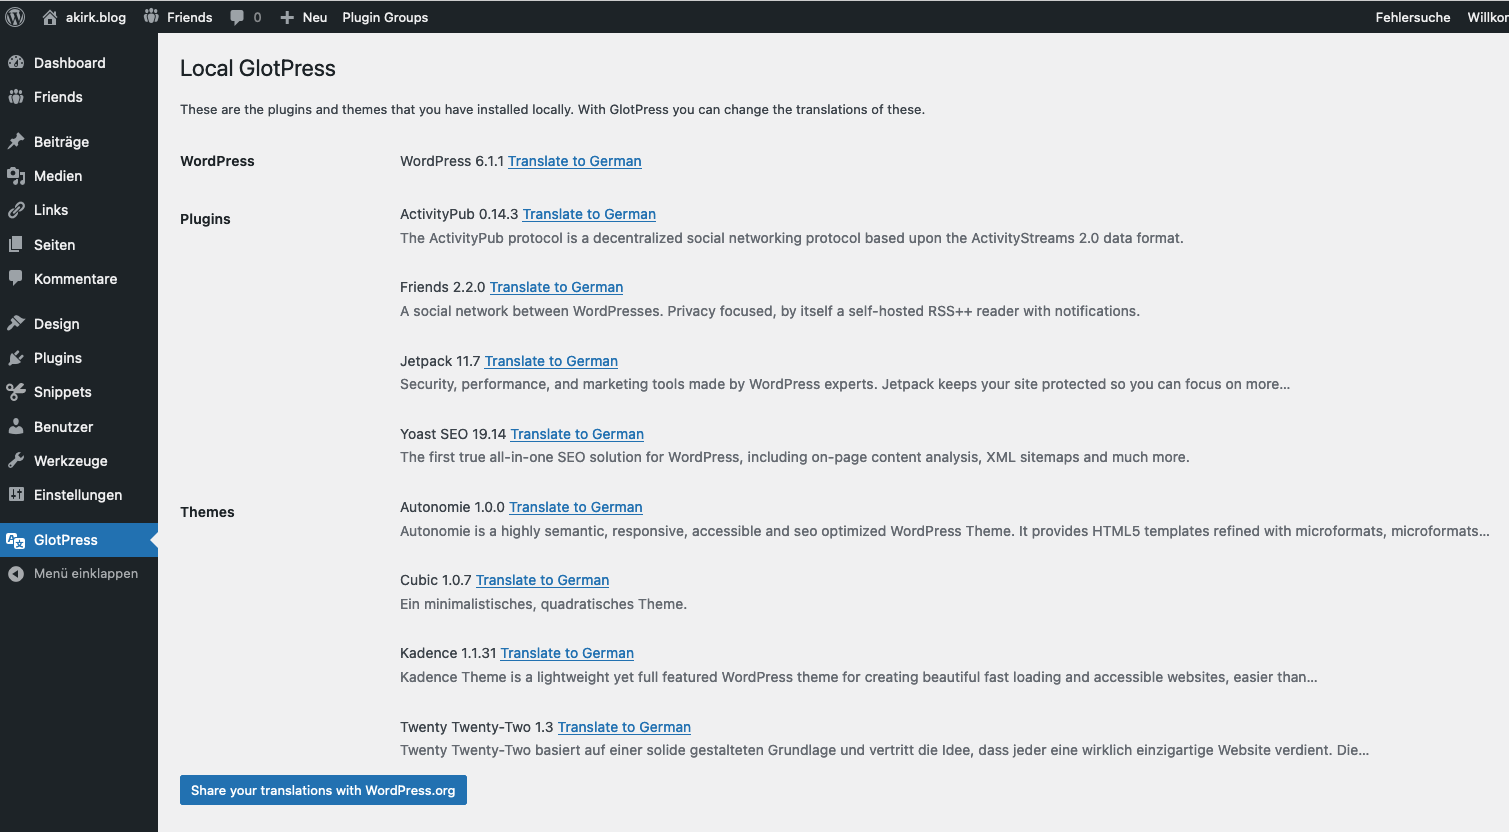 akirk.blog Friends 0 Neu Plugin Groups Fehlersuche Willkor
Dashboard
Friends
Beiträge
Medien
Links
Seiten
Kommentare
Design
Plugins
Snippets
Benutzer
Werkzeuge
Einstellungen
GlotPress
Menü einklappen
Local GlotPress
These are the plugins and themes that you have installed locally. With GlotPress you can change the translations of these.
WordPress
WordPress 6.1.1 Translate to German
Plugins
ActivityPub 0.14.3 Translate to German
The ActivityPub protocol is a decentralized social networking protocol based upon the ActivityStreams 2.0 data format.
Friends 2.2.0 Translate to German
A social network between WordPresses. Privacy focused, by itself a self-hosted RSS++ reader with notifications.
Jetpack 11.7 Translate to German
Security, performance, and marketing tools made by WordPress experts. Jetpack keeps your site protected so you can focus on more...
Yoast SEO 19.14 Translate to German
The first true all-in-one SEO solution for WordPress, including on-page content analysis, XML sitemaps and much more.
Themes
Autonomie 1.0.0 Translate to German
Autonomie is a highly semantic, responsive, accessible and seo optimized WordPress Theme. It provides HTML5 templates refined with microformats, microformats...
Cubic 1.0.7 Translate to German
Ein minimalistisches, quadratisches Theme.
Kadence 1.1.31 Translate to German
Kadence Theme is a lightweight yet full featured WordPress theme for creating beautiful fast loading and accessible websites, easier than...
Twenty Twenty-Two 1.3 Translate to German
Twenty Twenty-Two basiert auf einer solide gestalteten Grundlage und vertritt die Idee, dass jeder eine wirklich einzigartige Website verdient. Die...
Share your translations with WordPress.org